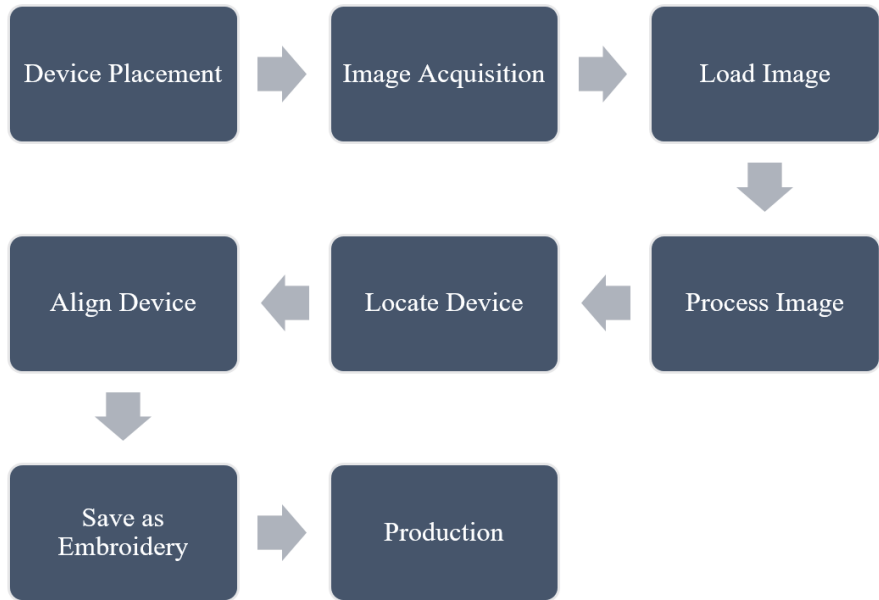 Device Placement
Image Acquisition
Load Image
Process Image
Locate Device
Align Device
Save as
Embroidery
Production